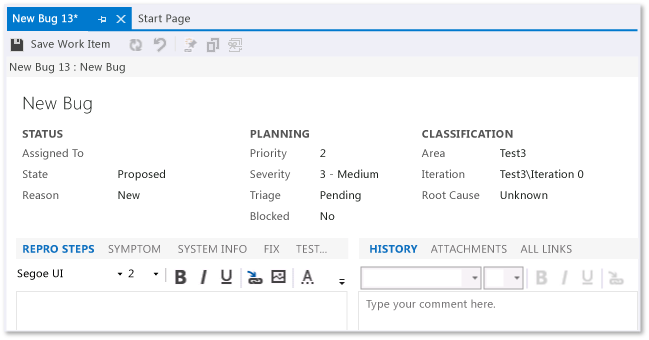 New Bug 13* Start Page
Save Work Item
New Bug 13 : New Bug
New Bug
STATUS PLANNING CLASSIFICATION
Assigned To Priority 2 Area Test3
State Proposed Severity 3 - Medium Iteration Test3\Iteration 0
Reason New Triage Pending Root Cause Unknown
Blocked No
REPRO STEPS SYMPTOM SYSTEM INFO FIX TEST... HISTORY ATTACHMENTS ALL LINKS
Segoe UI 2 B I U A B I U
Type your comment here.